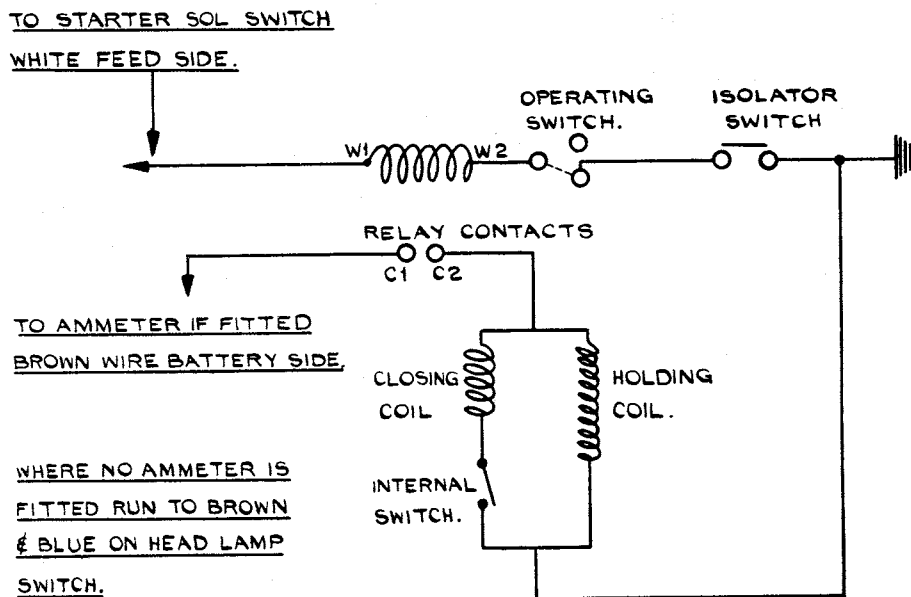 TO STARTER SOL SWITCH
WHITE FEED SIDE.
OPERATING
SWITCH.
ISOLATOR
SWITCH
W1
W2
RELAY CONTACTS
C1 C2
TO AMMETER IF FITTED
BROWN WIRE BATTERY SIDE.
CLOSING
COIL
HOLDING
COIL.
INTERNAL
SWITCH.
WHERE NO AMMETER IS
FITTED RUN TO BROWN
& BLUE ON HEAD LAMP
SWITCH.